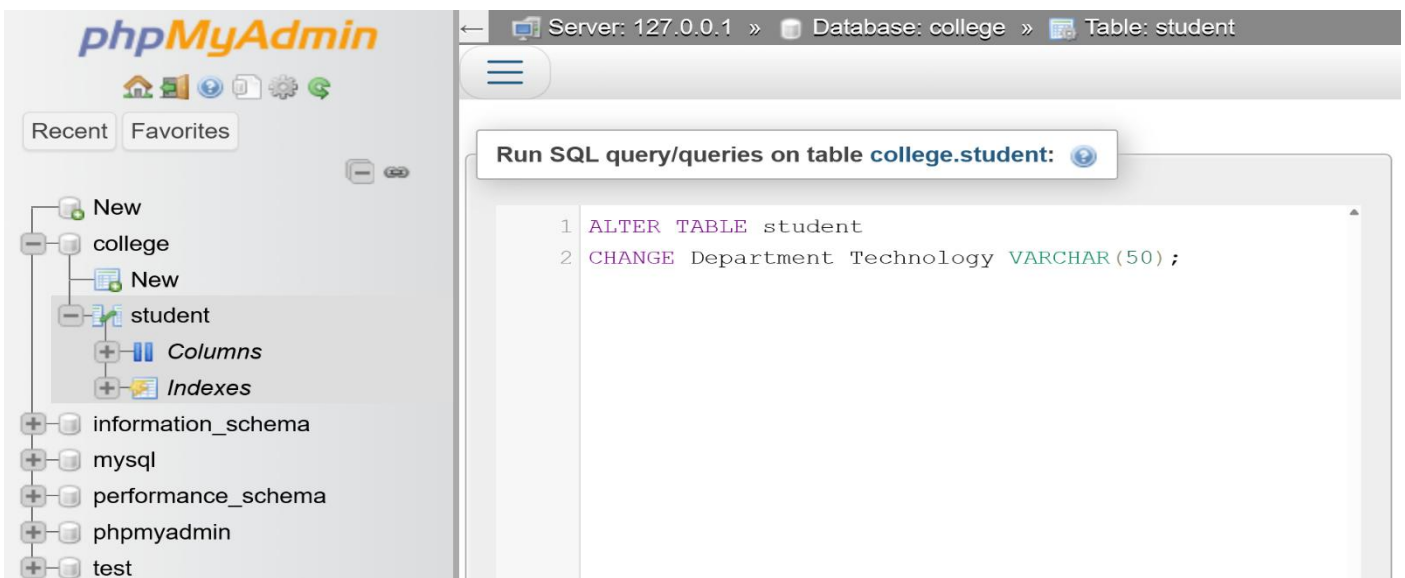 phpMyAdmin
Recent Favorites
New
college
New
student
Columns
Indexes
information_schema
mysql
performance_schema
phpmyadmin
test
← Server: 127.0.0.1 » Database: college » Table: student
Run SQL query/queries on table college.student:
1 ALTER TABLE student
2 CHANGE Department Technology VARCHAR(50);